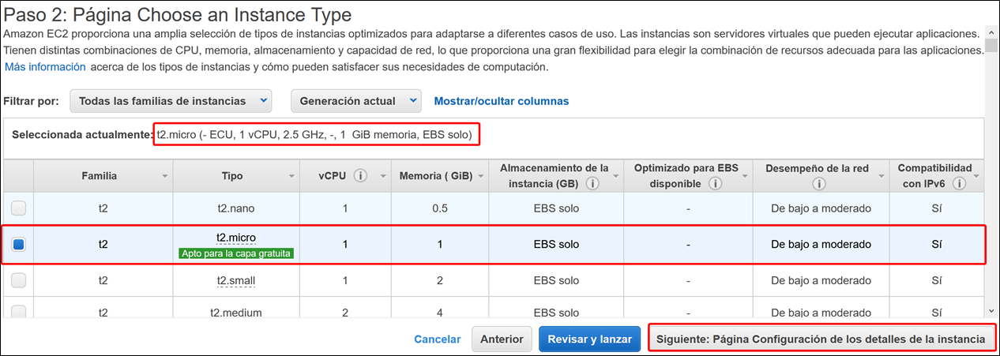 Paso 2: Página Choose an Instance Type
Amazon EC2 proporciona una amplia selección de tipos de instancias optimizados para adaptarse a diferentes casos de uso. Las instancias son servidores virtuales que pueden ejecutar aplicaciones.
Tienen distintas combinaciones de CPU, memoria, almacenamiento y capacidad de red, lo que proporciona una gran flexibilidad para elegir la combinación de recursos adecuada para las aplicaciones.
Más información acerca de los tipos de instancias y cómo pueden satisfacer sus necesidades de computación.
Filtrar por: Todas las familias de instancias Generación actual Mostrar/ocultar columnas
Seleccionada actualmente: t2.micro (- ECU, 1 vCPU, 2.5 GHz, -, 1 GiB memoria, EBS solo)
Familia Tipo vCPU Memoria ( GiB) Almacenamiento de la instancia (GB) Optimizado para EBS disponible Desempeño de la red Compatibilidad con IPv6
t2 t2.nano 1 0.5 EBS solo - De bajo a moderado Sí
t2 t2.micro Apto para la capa gratuita 1 1 EBS solo - De bajo a moderado Sí
t2 t2.small 1 2 EBS solo - De bajo a moderado Sí
t2 t2.medium 2 4 EBS solo - De bajo a moderado Sí
Cancelar Anterior Revisar y lanzar Siguiente: Página Configuración de los detalles de la instancia